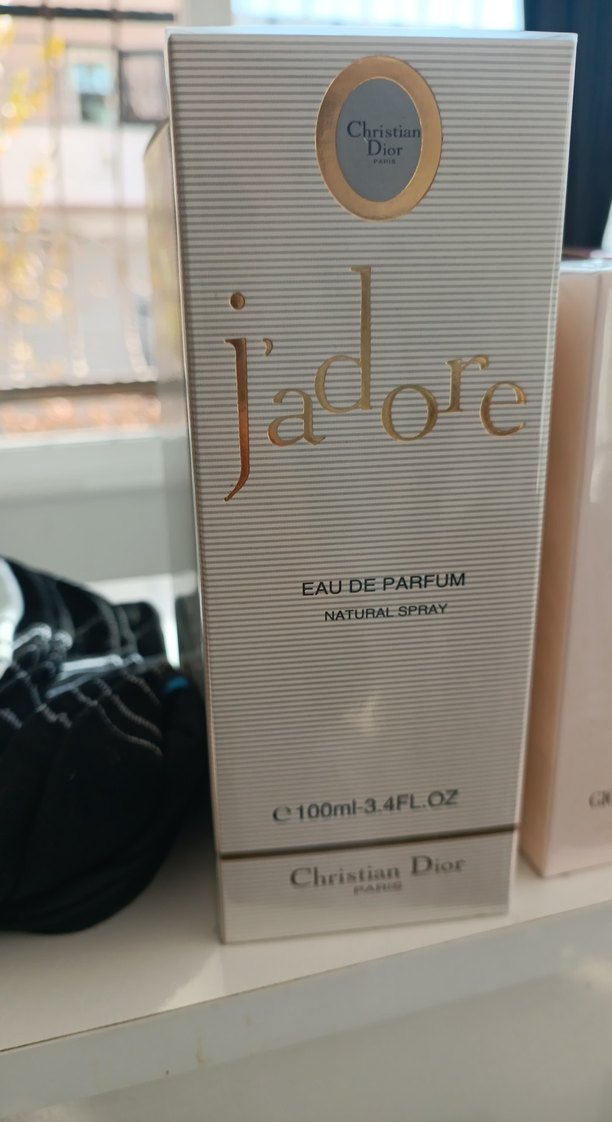 Christian
Dior
PARIS
j'adore
EAU DE PARFUM
NATURAL SPRAY
℮100ml-3.4FL.OZ
Christian Dior
PARIS